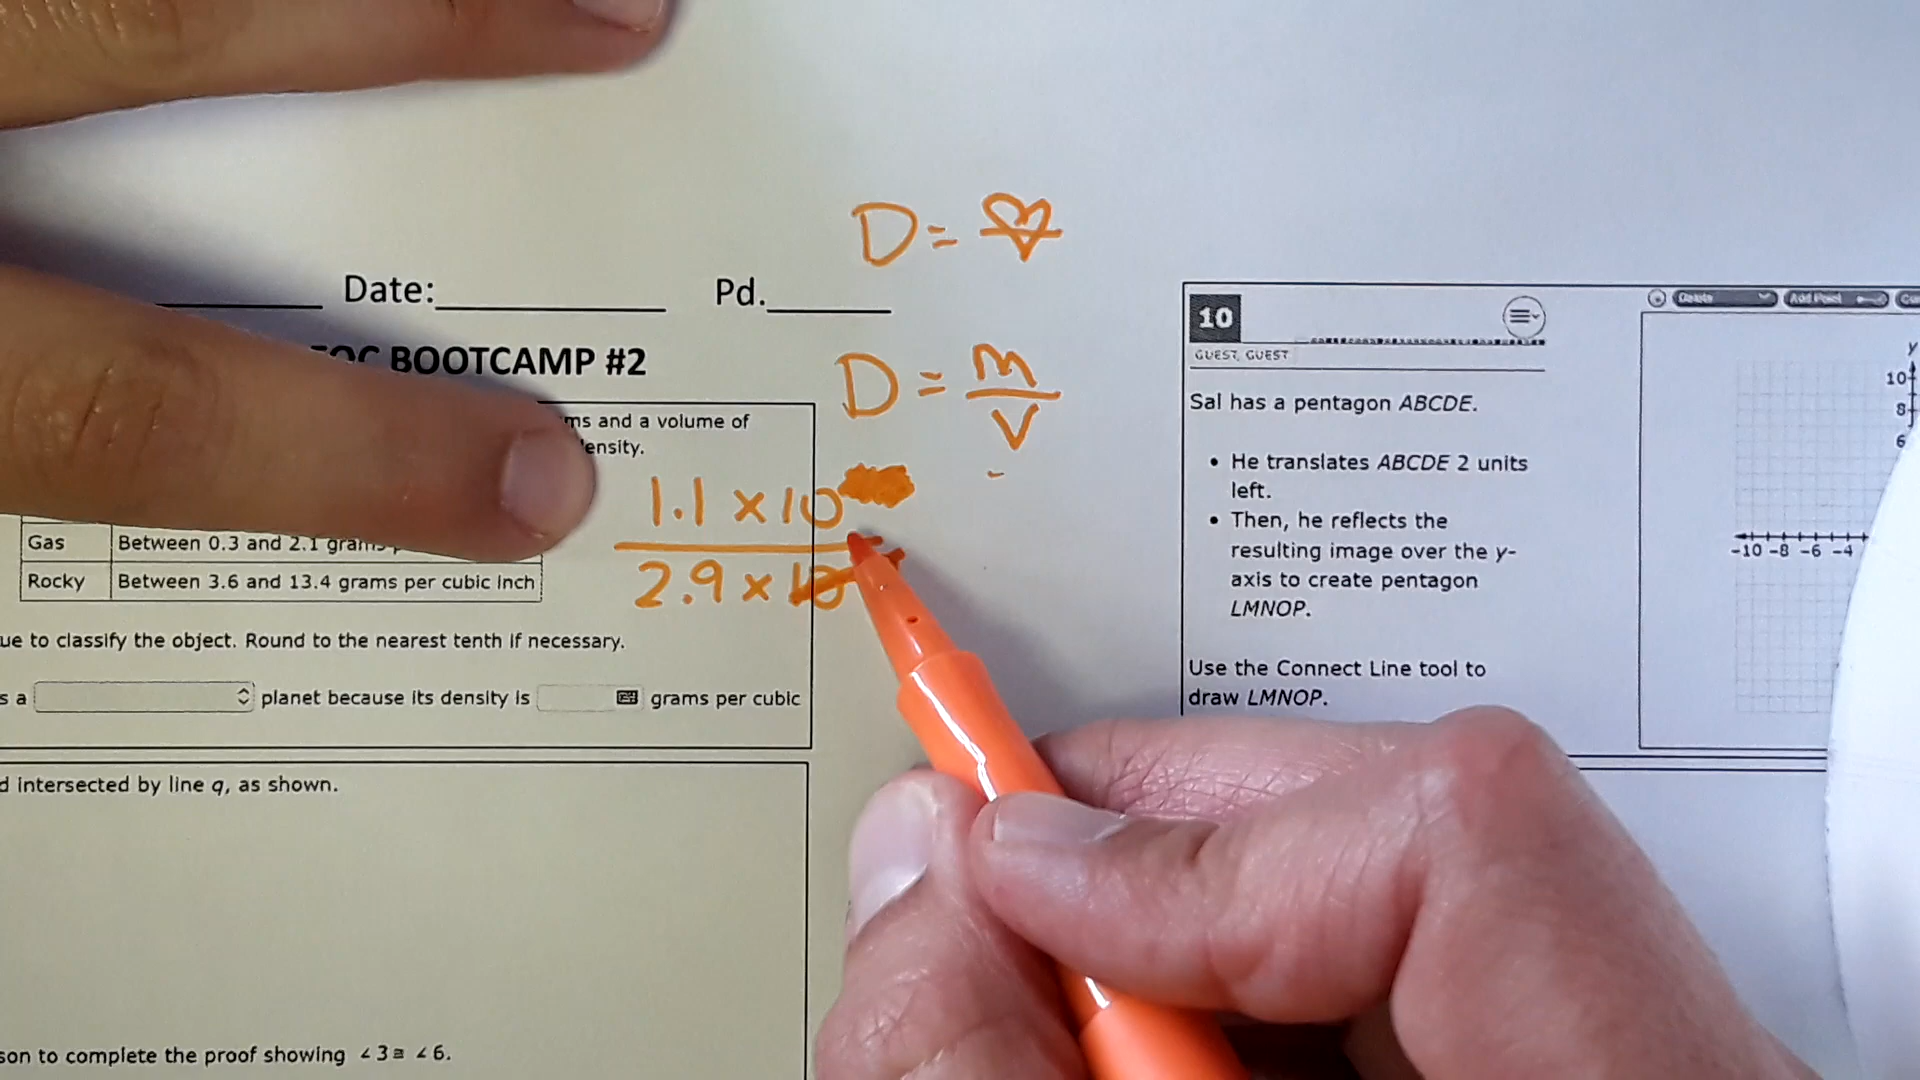 D =
Date: Pd.
EOC BOOTCAMP #2
D = m
V
and a volume of
1.1 x 10
2.9 x 10
Gas Between 0.3 and 2.1
Rocky Between 3.6 and 13.4 grams per cubic inch
to classify the object. Round to the nearest tenth if necessary.
a planet because its density is grams per cubic
intersected by line q, as shown.
to complete the proof showing ∠3 ≅ ∠6.
10
GUEST, GUEST
Sal has a pentagon ABCDE.
• He translates ABCDE 2 units
left.
• Then, he reflects the
resulting image over the y-
axis to create pentagon
LMNOP.
Use the Connect Line tool to
draw LMNOP.
Delete Add Point
y
10
8
6
-10 -8 -6 -4